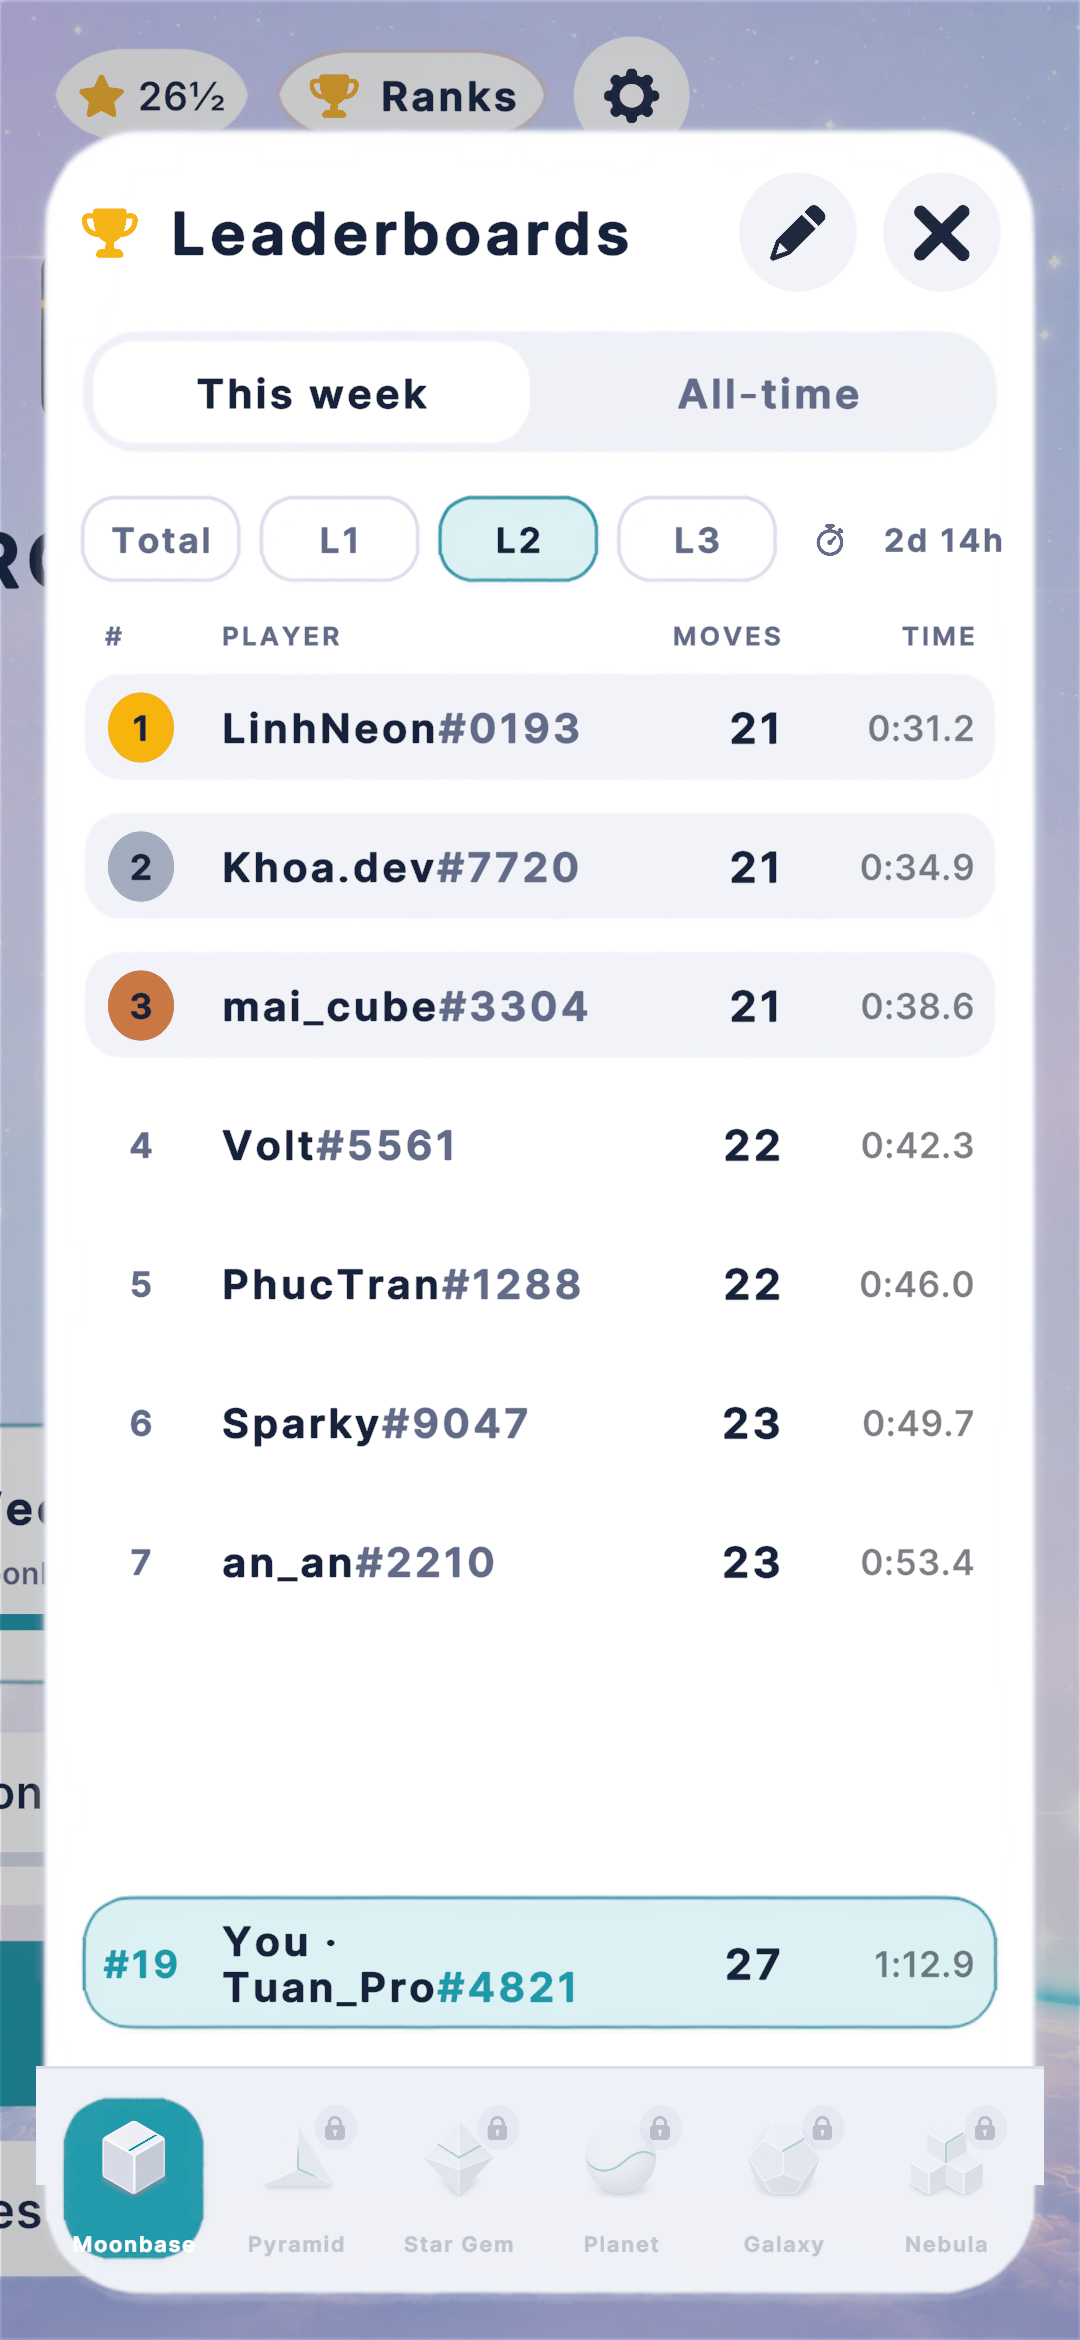 26½ Ranks
Leaderboards
This week All-time
Total L1 L2 L3 2d 14h
# PLAYER MOVES TIME
1 LinhNeon#0193 21 0:31.2
2 Khoa.dev#7720 21 0:34.9
3 mai_cube#3304 21 0:38.6
4 Volt#5561 22 0:42.3
5 PhucTran#1288 22 0:46.0
6 Sparky#9047 23 0:49.7
7 an_an#2210 23 0:53.4
#19 You · 27 1:12.9
Tuan_Pro#4821
Moonbase Pyramid Star Gem Planet Galaxy Nebula